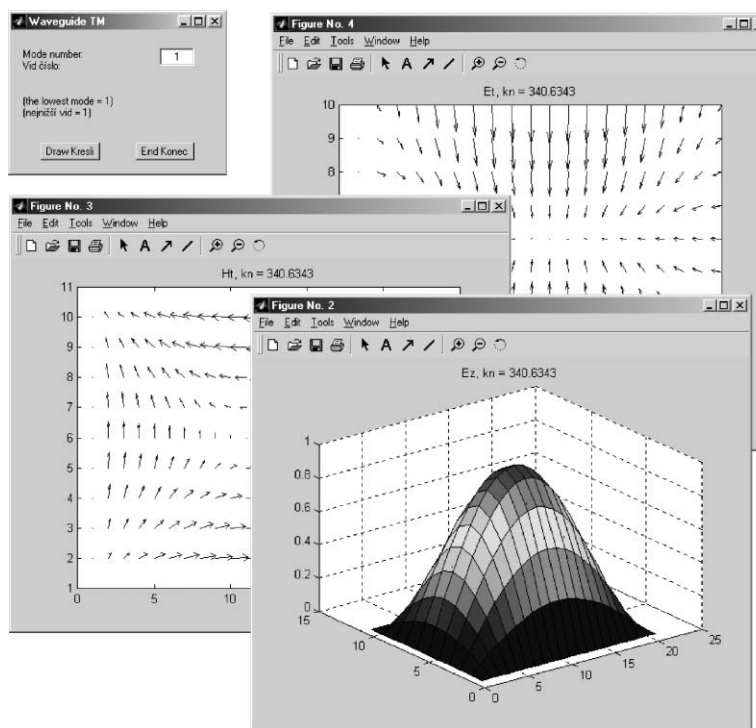 Waveguide TM
Mode number:
Vid číslo:
1
(the lowest mode = 1)
(nejnižší vid = 1)
Draw Kresli
End Konec
Figure No. 4
File Edit Tools Window Help
Et, kn = 340.6343
10
8
Figure No. 3
File Edit Tools Window Help
Ht, kn = 340.6343
11
10
9
8
7
6
5
4
3
2
1
0 5 10
Figure No. 2
File Edit Tools Window Help
Ez, kn = 340.6343
1
0.8
0.6
0.4
0.2
0
15
10
5
0
0
5
10
15
20
25